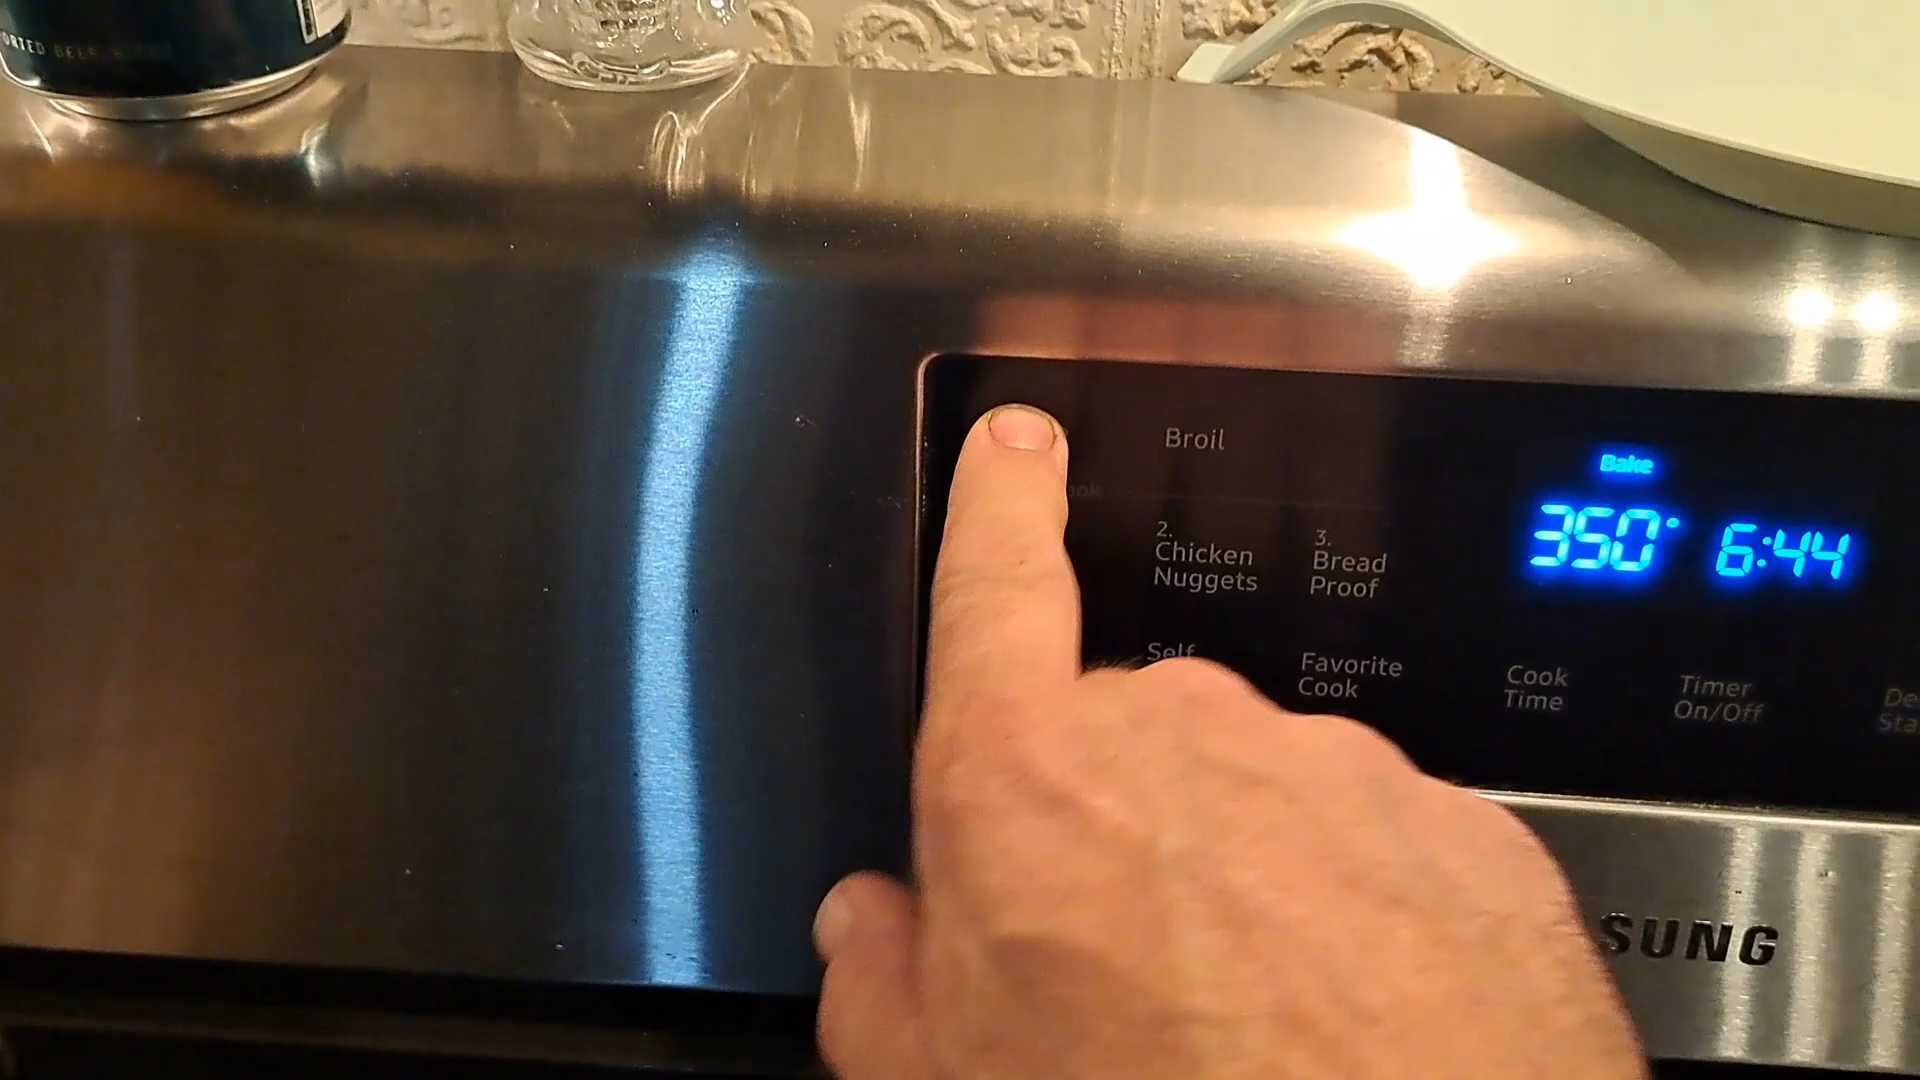 Broil
Bake
350° 6:44
2.
Chicken
Nuggets
3.
Bread
Proof
Self
Favorite
Cook
Cook
Time
Timer
On/Off
SUNG